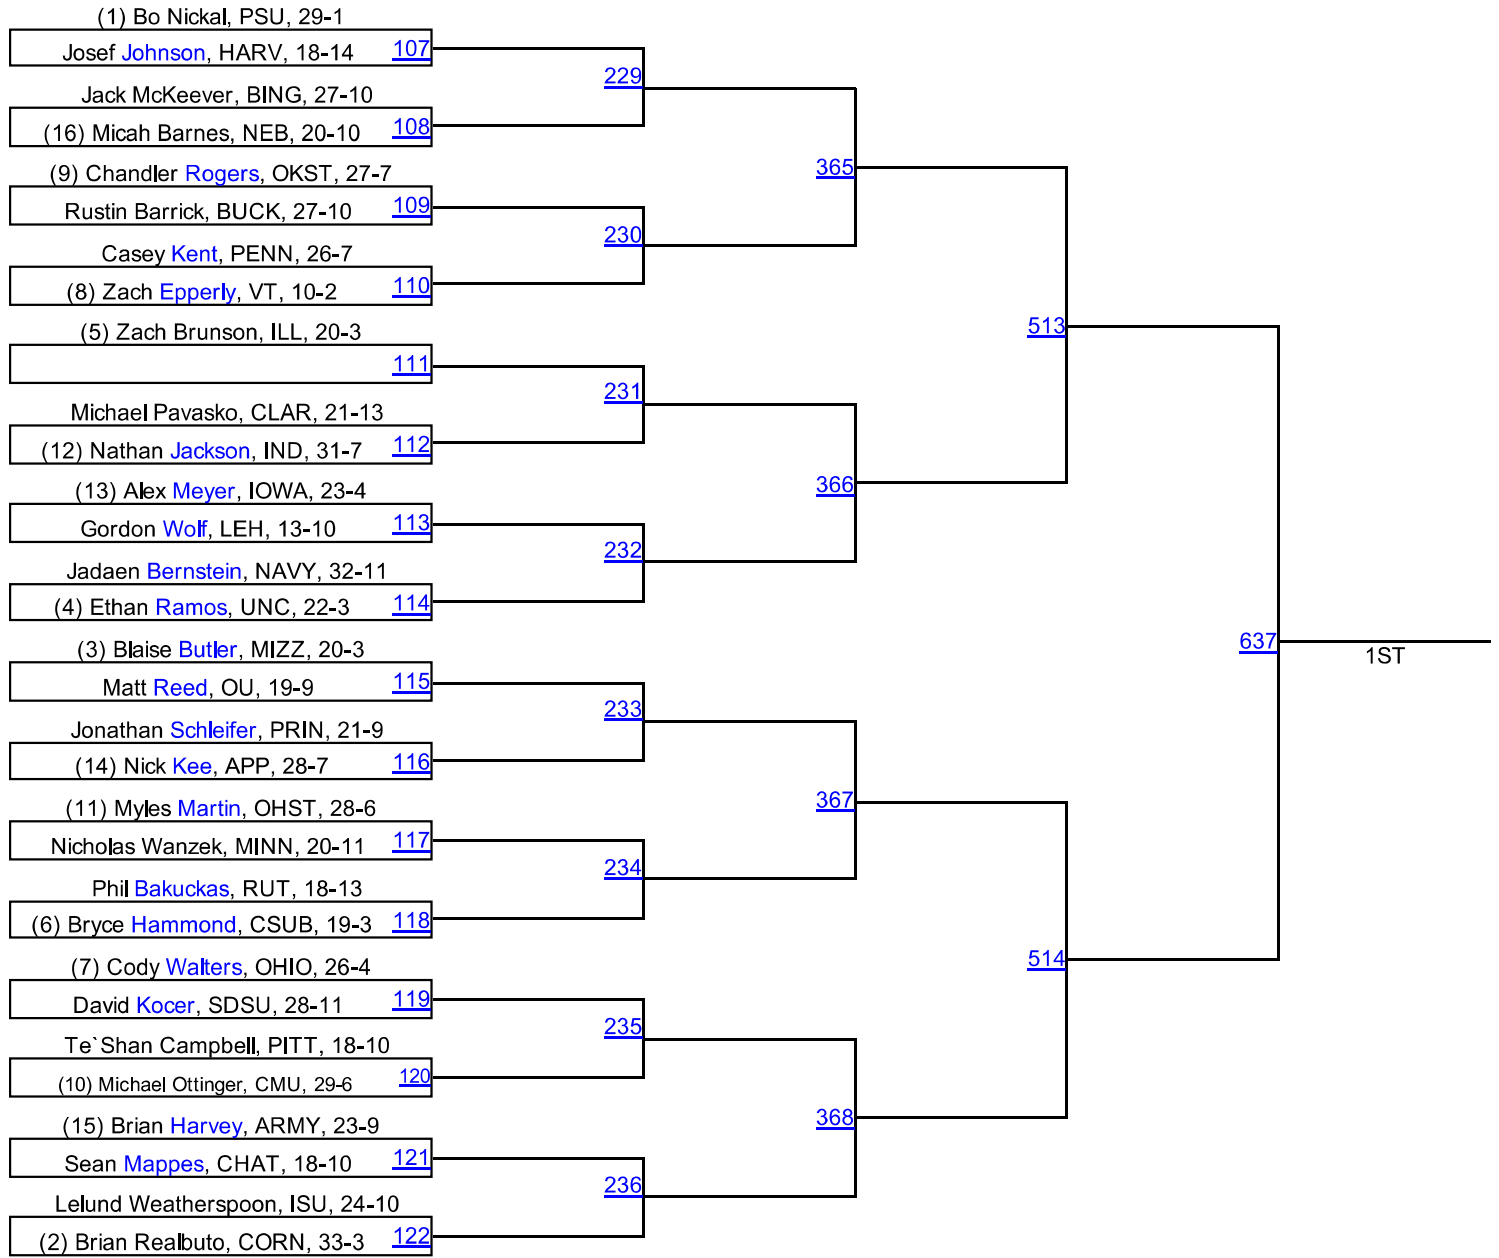 (1) Bo Nickal, PSU, 29-1
Josef Johnson, HARV, 18-14 107
229
Jack McKeever, BING, 27-10
(16) Micah Barnes, NEB, 20-10 108
365
(9) Chandler Rogers, OKST, 27-7
Rustin Barrick, BUCK, 27-10 109
230
Casey Kent, PENN, 26-7
(8) Zach Epperly, VT, 10-2 110
513
(5) Zach Brunson, ILL, 20-3
111
231
Michael Pavasko, CLAR, 21-13
(12) Nathan Jackson, IND, 31-7 112
366
(13) Alex Meyer, IOWA, 23-4
Gordon Wolf, LEH, 13-10 113
232
Jadaen Bernstein, NAVY, 32-11
(4) Ethan Ramos, UNC, 22-3 114
637
1ST
(3) Blaise Butler, MIZZ, 20-3
Matt Reed, OU, 19-9 115
233
Jonathan Schleifer, PRIN, 21-9
(14) Nick Kee, APP, 28-7 116
367
(11) Myles Martin, OHST, 28-6
Nicholas Wanzek, MINN, 20-11 117
234
Phil Bakuckas, RUT, 18-13
(6) Bryce Hammond, CSUB, 19-3 118
514
(7) Cody Walters, OHIO, 26-4
David Kocer, SDSU, 28-11 119
235
Te`Shan Campbell, PITT, 18-10
(10) Michael Ottinger, CMU, 29-6 120
368
(15) Brian Harvey, ARMY, 23-9
Sean Mappes, CHAT, 18-10 121
236
Lelund Weatherspoon, ISU, 24-10
(2) Brian Realbuto, CORN, 33-3 122